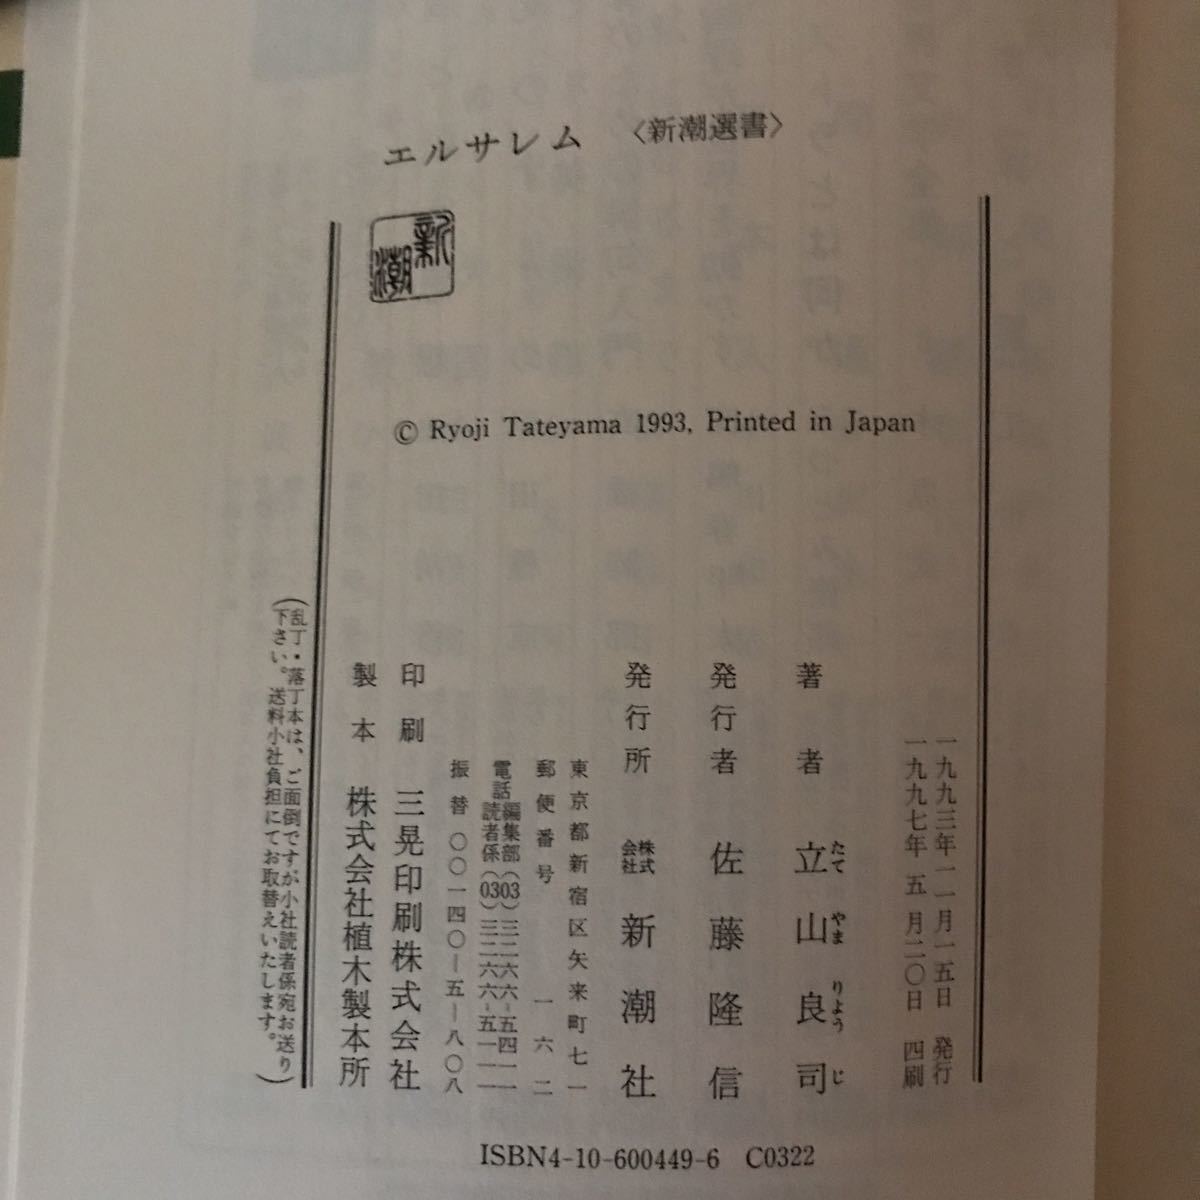 エルサレム 〈新潮選書〉
新潮
© Ryoji Tateyama 1993, Printed in Japan
一九九三年一一月一五日 発行
一九九七年 五 月二〇日 四刷
著者 立山良司
たて やま りょう じ
発行者 佐藤隆信
発行所 株式会社 新潮社
東京都新宿区矢来町七一
郵便番号 一六二
電話 編集部(03)三二六六-五四一一
読者係(03)三二六六-五一一一
振替 〇〇一四〇-五-八〇八
印刷 三晃印刷株式会社
製本 株式会社植木製本所
(乱丁・落丁本は、ご面倒ですが小社読者係宛お送り
下さい。送料小社負担にてお取替えいたします。)
ISBN4-10-600449-6 C0322